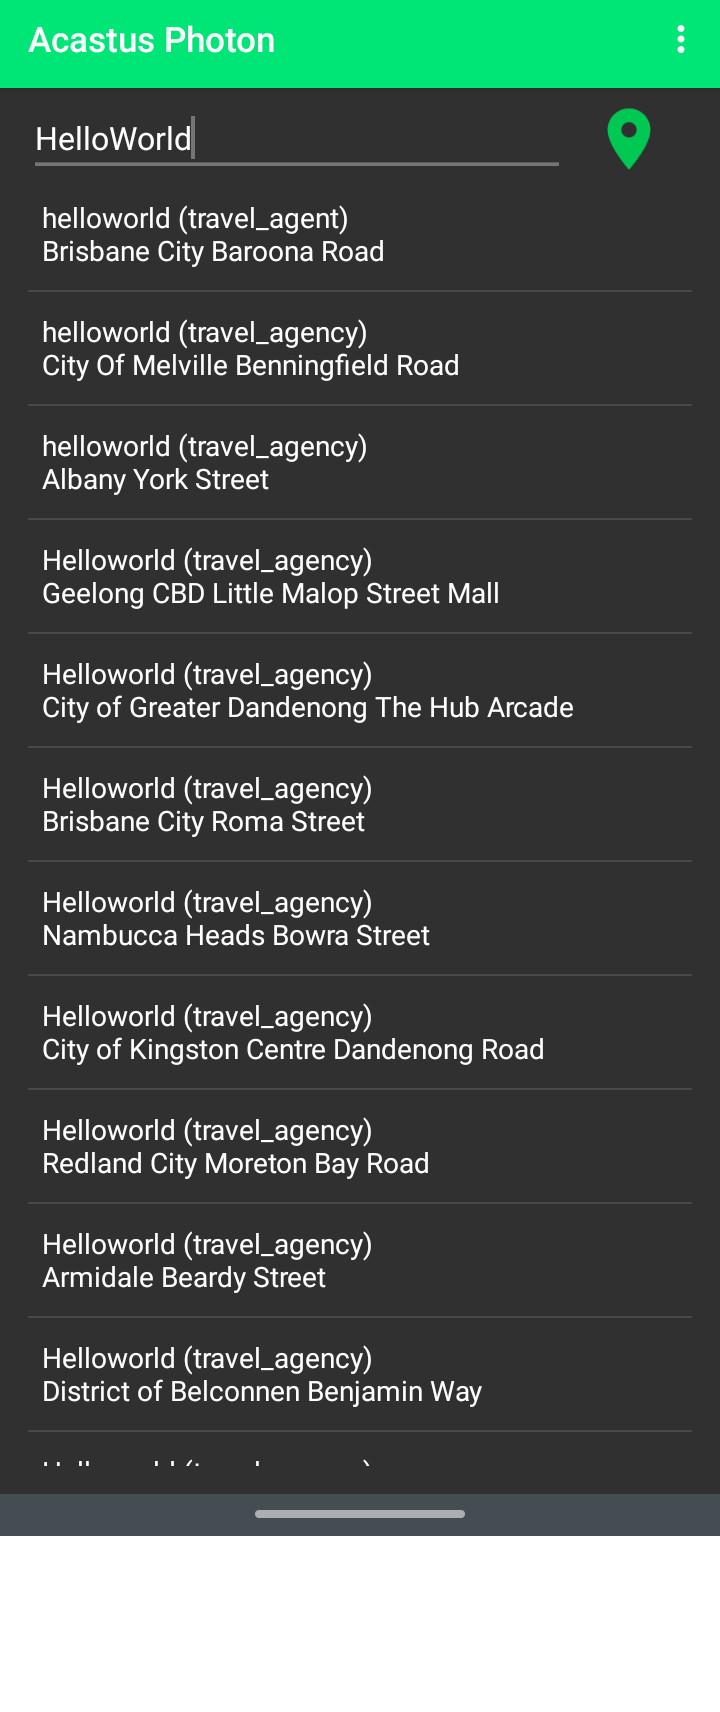 Acastus Photon
HelloWorld
helloworld (travel_agent)
Brisbane City Baroona Road
helloworld (travel_agency)
City Of Melville Benningfield Road
helloworld (travel_agency)
Albany York Street
Helloworld (travel_agency)
Geelong CBD Little Malop Street Mall
Helloworld (travel_agency)
City of Greater Dandenong The Hub Arcade
Helloworld (travel_agency)
Brisbane City Roma Street
Helloworld (travel_agency)
Nambucca Heads Bowra Street
Helloworld (travel_agency)
City of Kingston Centre Dandenong Road
Helloworld (travel_agency)
Redland City Moreton Bay Road
Helloworld (travel_agency)
Armidale Beardy Street
Helloworld (travel_agency)
District of Belconnen Benjamin Way